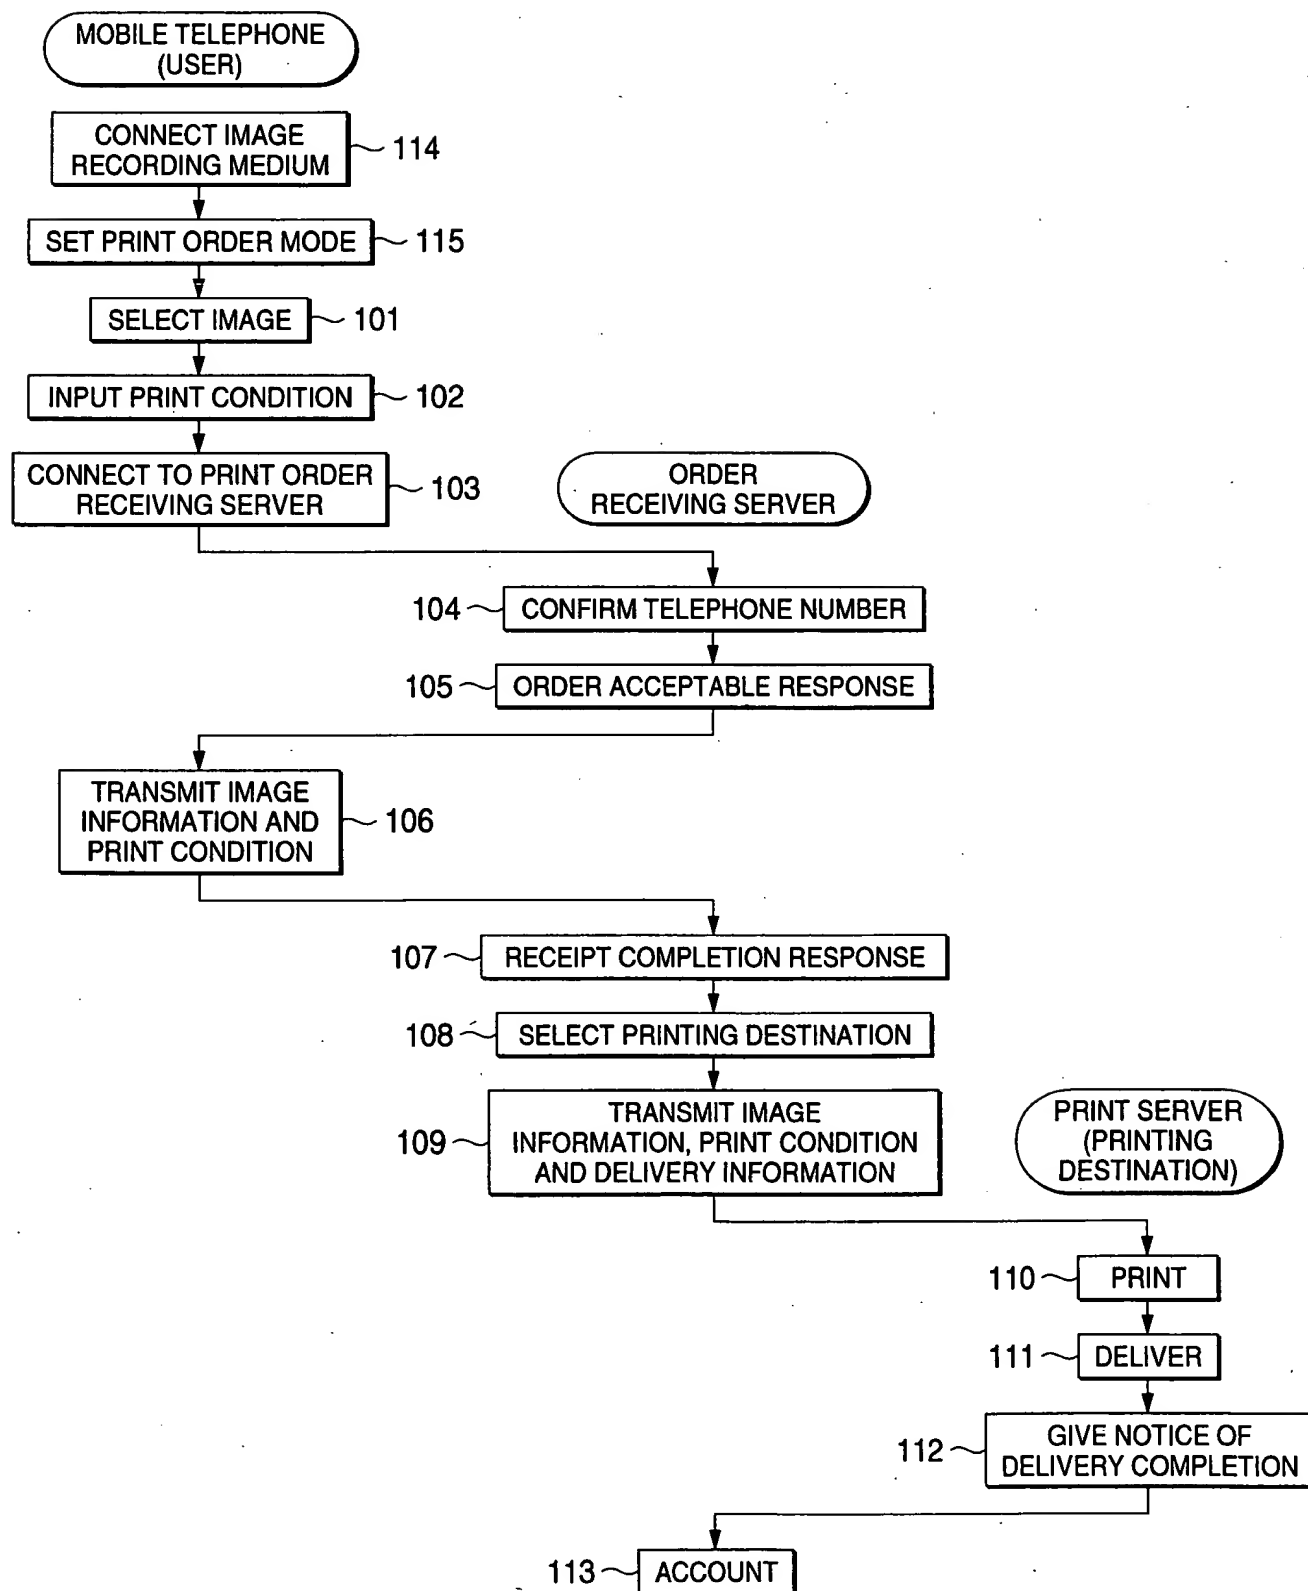 MOBILE TELEPHONE
(USER)
CONNECT IMAGE
RECORDING MEDIUM
114
SET PRINT ORDER MODE
115
SELECT IMAGE
101
INPUT PRINT CONDITION
102
CONNECT TO PRINT ORDER
RECEIVING SERVER
103
ORDER
RECEIVING SERVER
104
CONFIRM TELEPHONE NUMBER
105
ORDER ACCEPTABLE RESPONSE
TRANSMIT IMAGE
INFORMATION AND
PRINT CONDITION
106
107
RECEIPT COMPLETION RESPONSE
108
SELECT PRINTING DESTINATION
109
TRANSMIT IMAGE
INFORMATION, PRINT CONDITION
AND DELIVERY INFORMATION
PRINT SERVER
(PRINTING
DESTINATION)
110
PRINT
111
DELIVER
112
GIVE NOTICE OF
DELIVERY COMPLETION
113
ACCOUNT